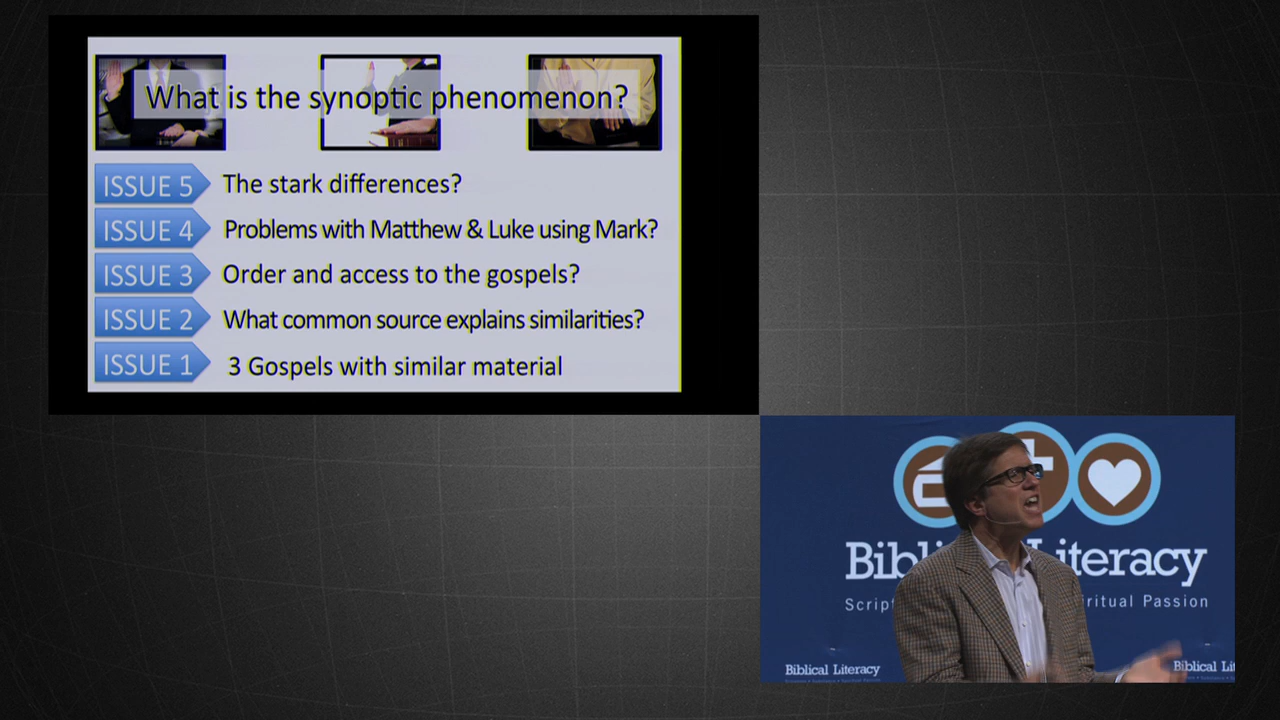 What is the synoptic phenomenon?
ISSUE 5 The stark differences?
ISSUE 4 Problems with Matthew & Luke using Mark?
ISSUE 3 Order and access to the gospels?
ISSUE 2 What common source explains similarities?
ISSUE 1 3 Gospels with similar material
Literacy
Passion
Biblical Literacy
Biblical